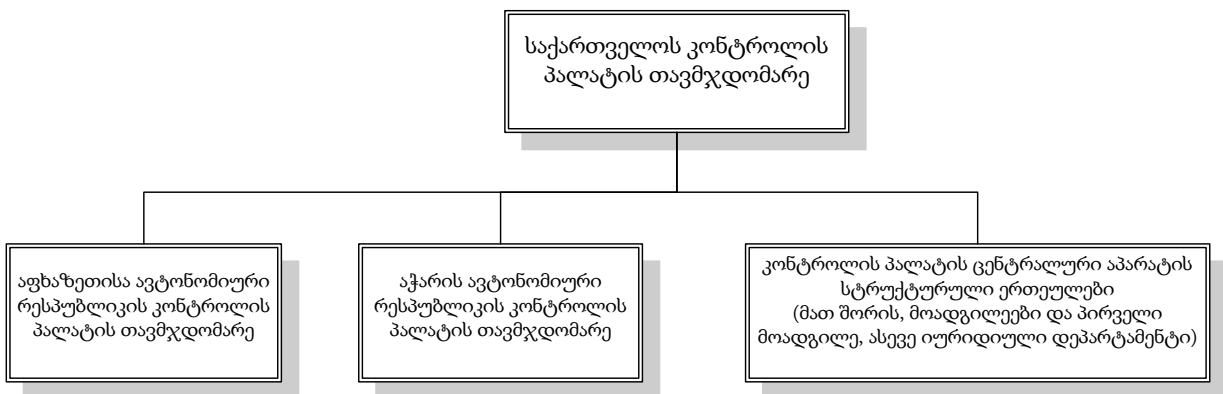 საქართველოს კონტროლის
პალატის თავმჯდომარე
აფხაზეთისა ავტონომიური
რესპუბლიკის კონტროლის
პალატის თავმჯდომარე
აჭარის ავტონომიური
რესპუბლიკის კონტროლის
პალატის თავმჯდომარე
კონტროლის პალატის ცენტრალური აპარატის
სტრუქტურული ერთეულები
(მათ შორის, მოადგილეები და პირველი
მოადგილე, ასევე იურიდიული დეპარტამენტი)